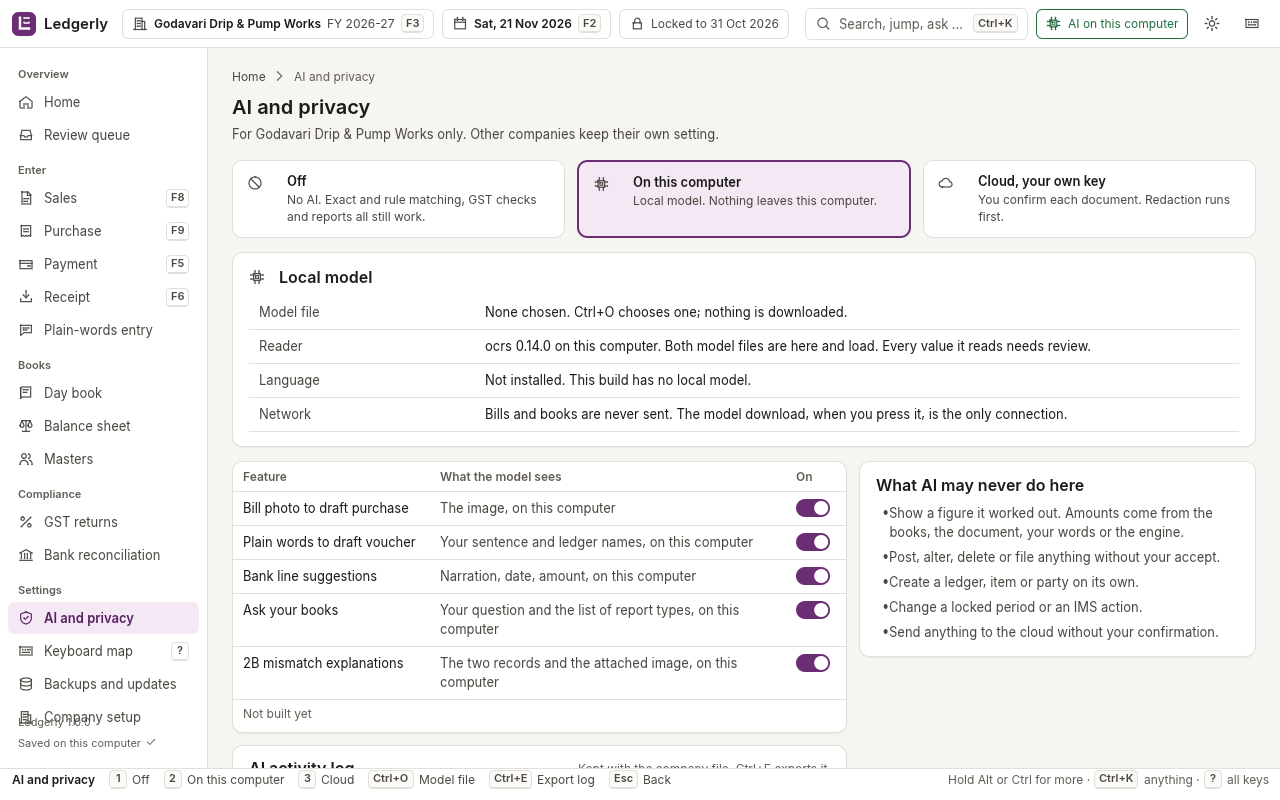 Ledgerly
Godavari Drip & Pump Works FY 2026-27 F3
Sat, 21 Nov 2026 F2
Locked to 31 Oct 2026
Search, jump, ask ... Ctrl+K
AI on this computer
Overview
Home
Review queue
Enter
Sales F8
Purchase F9
Payment F5
Receipt F6
Plain-words entry
Books
Day book
Balance sheet
Masters
Compliance
GST returns
Bank reconciliation
Settings
AI and privacy
Keyboard map ?
Backups and updates
Company setup
Saved on this computer
Home > AI and privacy
AI and privacy
For Godavari Drip & Pump Works only. Other companies keep their own setting.
Off
No AI. Exact and rule matching, GST checks
and reports all still work.
On this computer
Local model. Nothing leaves this computer.
Cloud, your own key
You confirm each document. Redaction runs
first.
Local model
Model file None chosen. Ctrl+O chooses one; nothing is downloaded.
Reader ocrs 0.14.0 on this computer. Both model files are here and load. Every value it reads needs review.
Language Not installed. This build has no local model.
Network Bills and books are never sent. The model download, when you press it, is the only connection.
Feature What the model sees On
Bill photo to draft purchase The image, on this computer
Plain words to draft voucher Your sentence and ledger names, on this computer
Bank line suggestions Narration, date, amount, on this computer
Ask your books Your question and the list of report types, on this
computer
2B mismatch explanations The two records and the attached image, on this
computer
Not built yet
What AI may never do here
•Show a figure it worked out. Amounts come from the
books, the document, your words or the engine.
•Post, alter, delete or file anything without your accept.
•Create a ledger, item or party on its own.
•Change a locked period or an IMS action.
•Send anything to the cloud without your confirmation.
AI activity log Kept with the company file. Ctrl+E exports it.
AI and privacy 1 Off 2 On this computer 3 Cloud Ctrl+O Model file Ctrl+E Export log Esc Back
Hold Alt or Ctrl for more · Ctrl+K anything · ? all keys